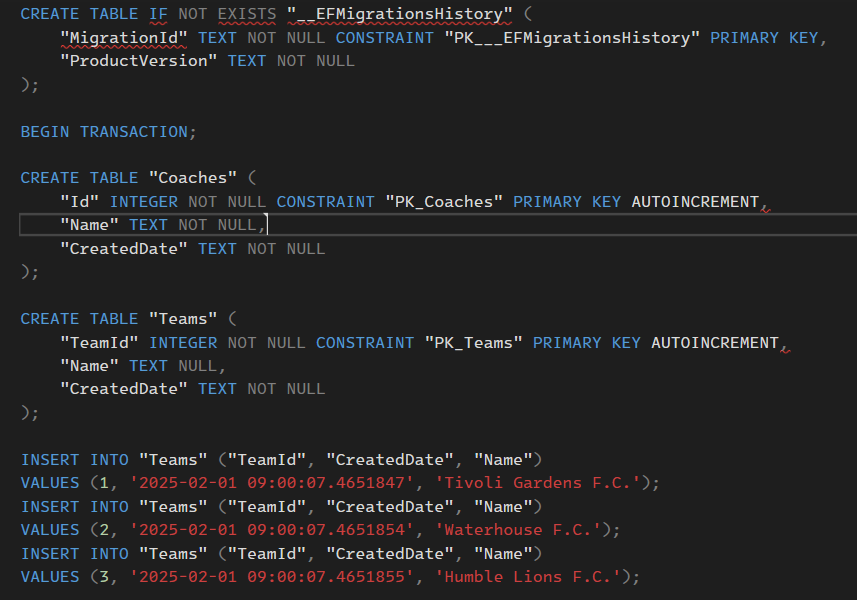 CREATE TABLE IF NOT EXISTS "__EFMigrationsHistory" (
    "MigrationId" TEXT NOT NULL CONSTRAINT "PK___EFMigrationsHistory" PRIMARY KEY,
    "ProductVersion" TEXT NOT NULL
);

BEGIN TRANSACTION;

CREATE TABLE "Coaches" (
    "Id" INTEGER NOT NULL CONSTRAINT "PK_Coaches" PRIMARY KEY AUTOINCREMENT,
    "Name" TEXT NOT NULL,
    "CreatedDate" TEXT NOT NULL
);

CREATE TABLE "Teams" (
    "TeamId" INTEGER NOT NULL CONSTRAINT "PK_Teams" PRIMARY KEY AUTOINCREMENT,
    "Name" TEXT NULL,
    "CreatedDate" TEXT NOT NULL
);

INSERT INTO "Teams" ("TeamId", "CreatedDate", "Name")
VALUES (1, '2025-02-01 09:00:07.4651847', 'Tivoli Gardens F.C.');
INSERT INTO "Teams" ("TeamId", "CreatedDate", "Name")
VALUES (2, '2025-02-01 09:00:07.4651854', 'Waterhouse F.C.');
INSERT INTO "Teams" ("TeamId", "CreatedDate", "Name")
VALUES (3, '2025-02-01 09:00:07.4651855', 'Humble Lions F.C.');